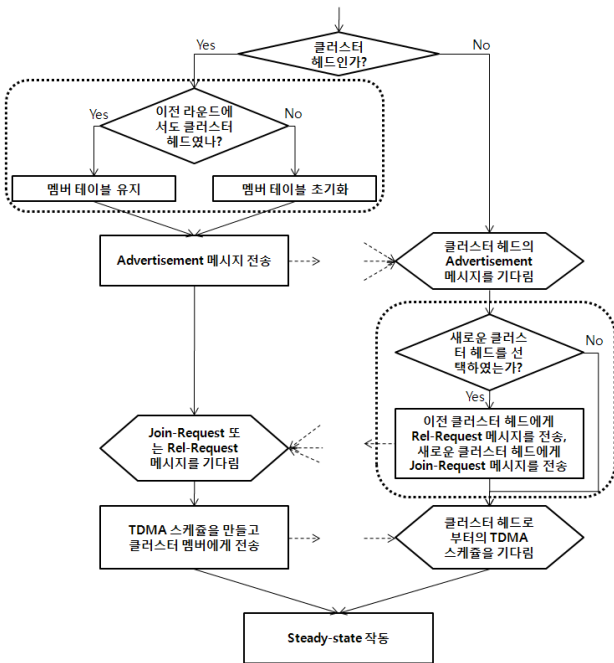 클러스터
헤드인가?
Yes
No
이전 라운드에
서도 클러스터
헤드였나?
Yes
No
멤버 테이블 유지
멤버 테이블 초기화
Advertisement 메시지 전송
클러스터 헤드의
Advertisement
메시지를 기다림
새로운 클러스
터 헤드를 선
택하였는가?
No
Yes
이전 클러스터 헤드에게
Rel-Request 메시지를 전송,
새로운 클러스터 헤드에게
Join-Request 메시지를 전송
Join-Request 또
는 Rel-Request
메시지를 기다림
TDMA 스케쥴을 만들고
클러스터 멤버에게 전송
클러스터 헤드로
부터의 TDMA
스케쥴을 기다림
Steady-state 작동